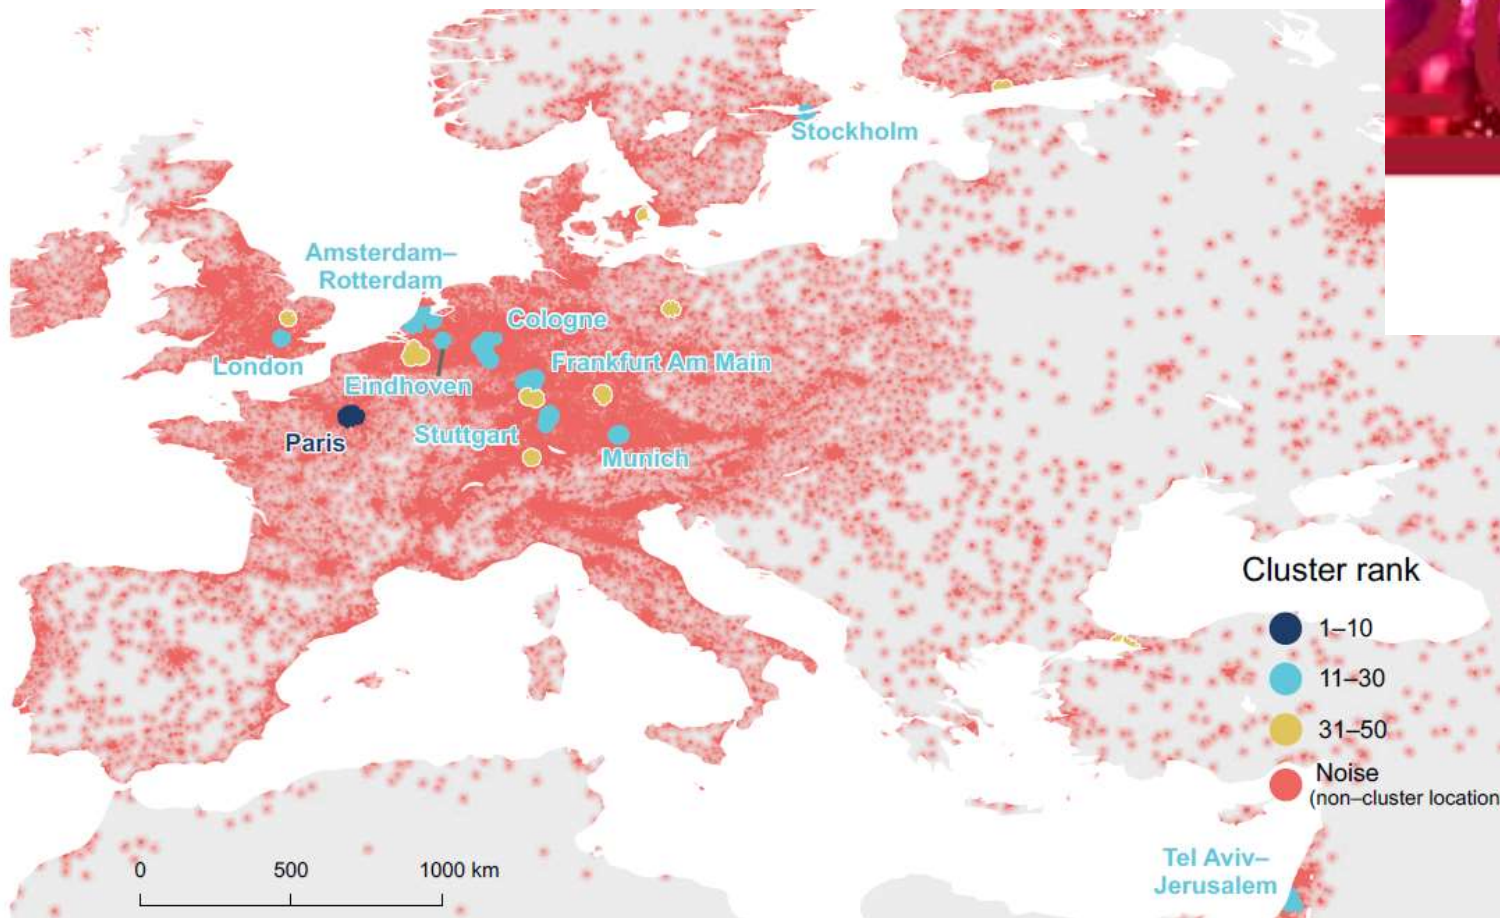 Stockholm
Amsterdam–
Rotterdam
Cologne
London
Frankfurt Am Main
Eindhoven
Paris
Stuttgart
Munich
Cluster rank
1–10
11–30
31–50
Noise
(non–cluster location
0 500 1000 km
Tel Aviv–
Jerusalem